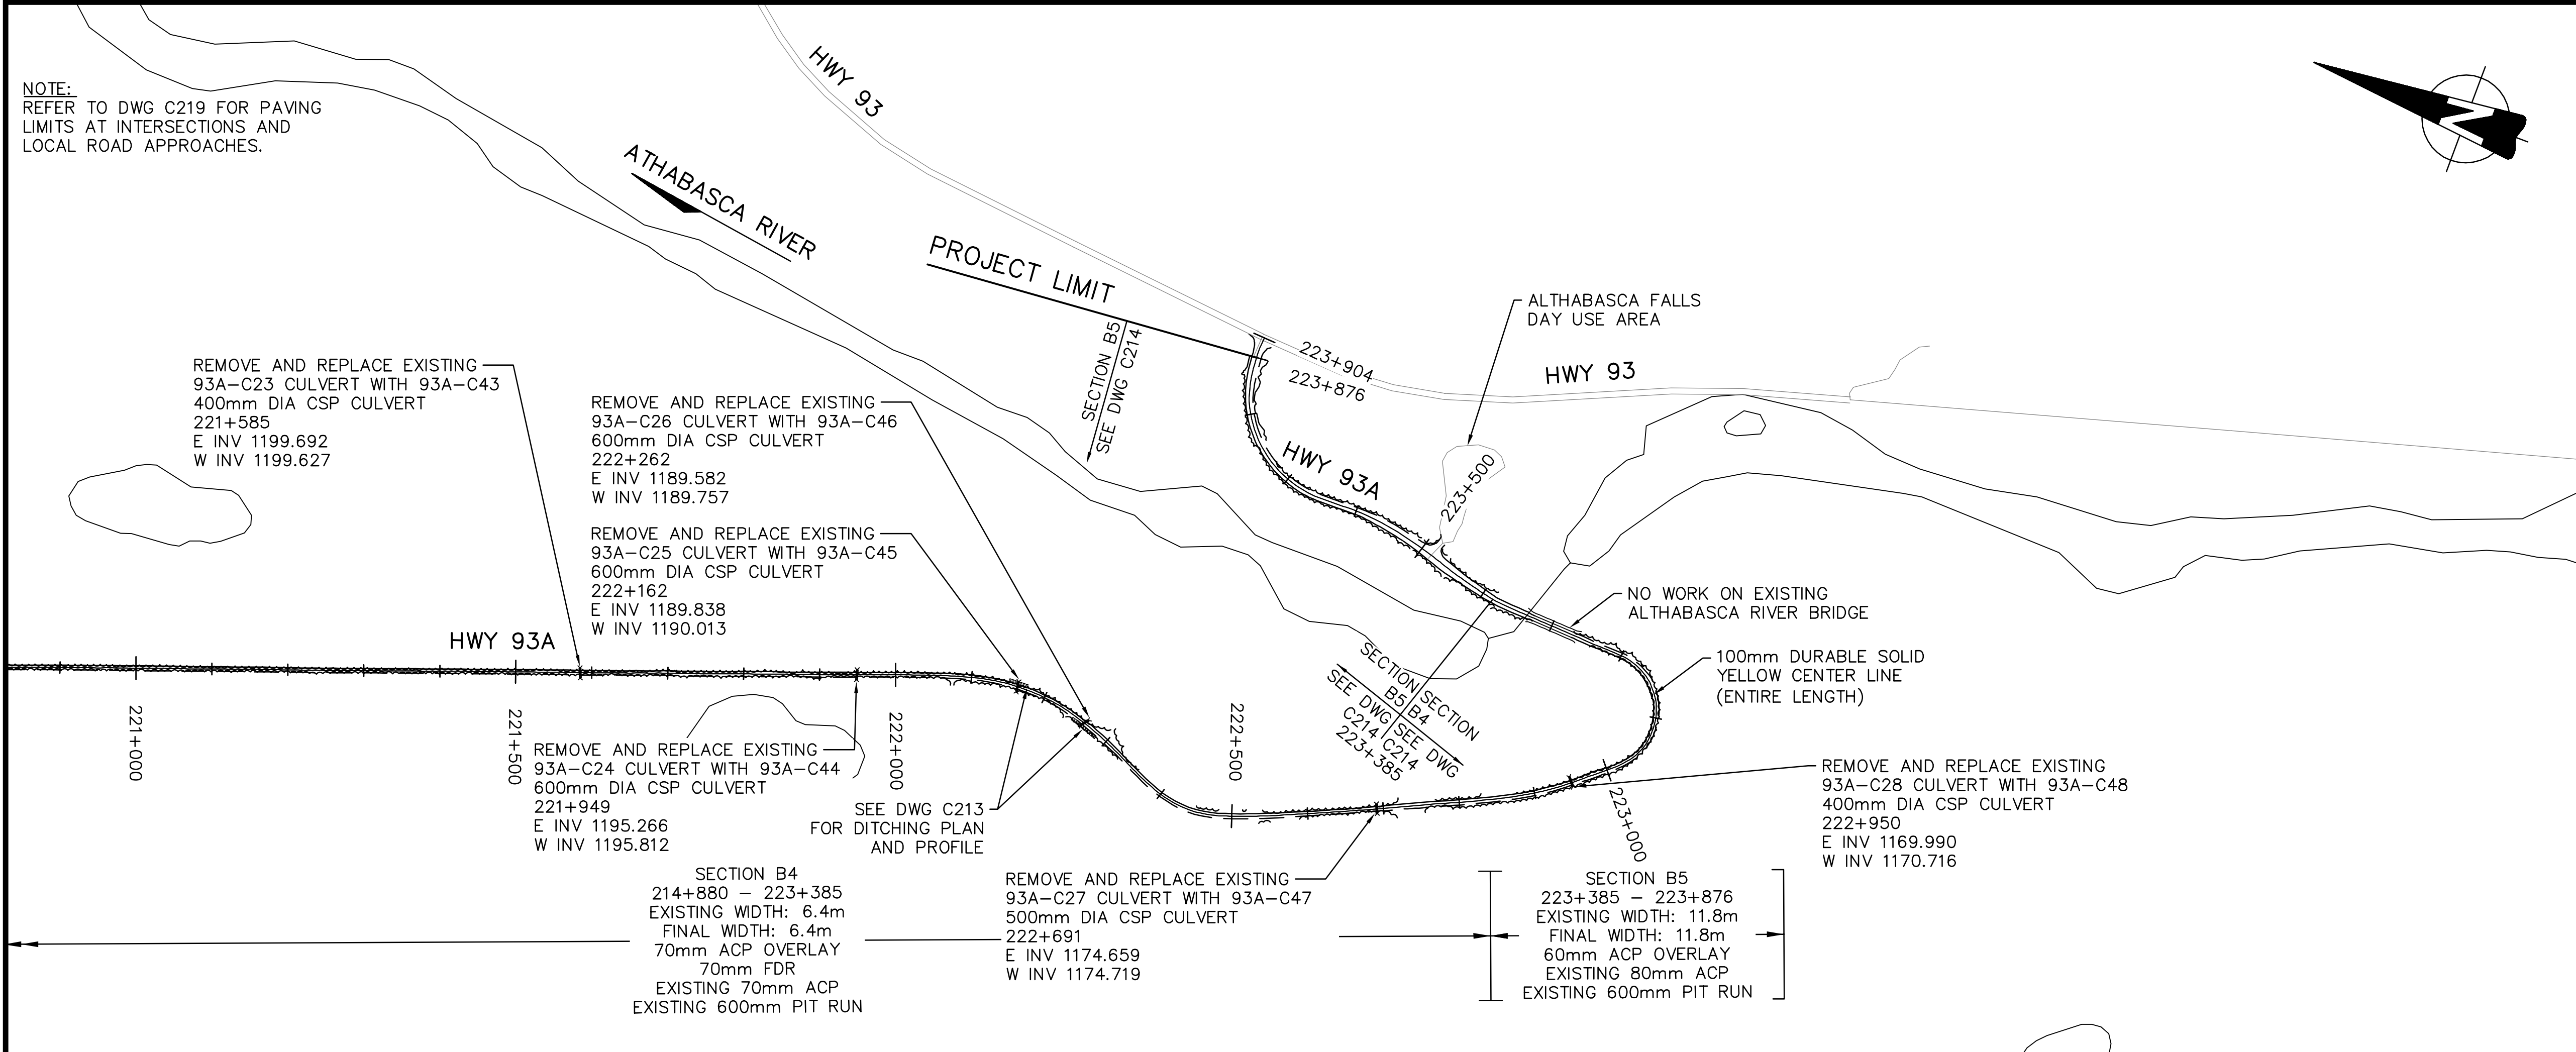 NOTE:
REFER TO DWG C219 FOR PAVING
LIMITS AT INTERSECTIONS AND
LOCAL ROAD APPROACHES.
HWY 93
ATHABASCA RIVER
PROJECT LIMIT
SECTION B5
SEE DWG C214
223+904
223+876
HWY 93
ALTHABASCA FALLS
DAY USE AREA
HWY 93A
223+500
REMOVE AND REPLACE EXISTING
93A-C23 CULVERT WITH 93A-C43
400mm DIA CSP CULVERT
221+585
E INV 1199.692
W INV 1199.627
REMOVE AND REPLACE EXISTING
93A-C26 CULVERT WITH 93A-C46
600mm DIA CSP CULVERT
222+262
E INV 1189.582
W INV 1189.757
REMOVE AND REPLACE EXISTING
93A-C25 CULVERT WITH 93A-C45
600mm DIA CSP CULVERT
222+162
E INV 1189.838
W INV 1190.013
NO WORK ON EXISTING
ALTHABASCA RIVER BRIDGE
100mm DURABLE SOLID
YELLOW CENTER LINE
(ENTIRE LENGTH)
HWY 93A
SECTION
B5
SEE DWG
C214
SECTION
B4
SEE DWG
C214
223+385
221+000
221+500
222+000
222+500
223+000
REMOVE AND REPLACE EXISTING
93A-C24 CULVERT WITH 93A-C44
600mm DIA CSP CULVERT
221+949
E INV 1195.266
W INV 1195.812
SEE DWG C213
FOR DITCHING PLAN
AND PROFILE
REMOVE AND REPLACE EXISTING
93A-C28 CULVERT WITH 93A-C48
400mm DIA CSP CULVERT
222+950
E INV 1169.990
W INV 1170.716
SECTION B4
214+880 - 223+385
EXISTING WIDTH: 6.4m
FINAL WIDTH: 6.4m
70mm ACP OVERLAY
70mm FDR
EXISTING 70mm ACP
EXISTING 600mm PIT RUN
REMOVE AND REPLACE EXISTING
93A-C27 CULVERT WITH 93A-C47
500mm DIA CSP CULVERT
222+691
E INV 1174.659
W INV 1174.719
SECTION B5
223+385 - 223+876
EXISTING WIDTH: 11.8m
FINAL WIDTH: 11.8m
60mm ACP OVERLAY
EXISTING 80mm ACP
EXISTING 600mm PIT RUN